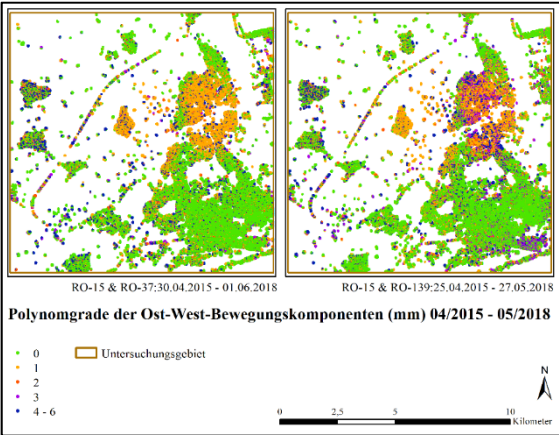 RO-15 & RO-37:30.04.2015 - 01.06.2018
RO-15 & RO-139:25.04.2015 - 27.05.2018
Polynomgrade der Ost-West-Bewegungskomponenten (mm) 04/2015 - 05/2018
0
1
2
3
4 - 6
Untersuchungsgebiet
N
0 2,5 5 10
Kilometer